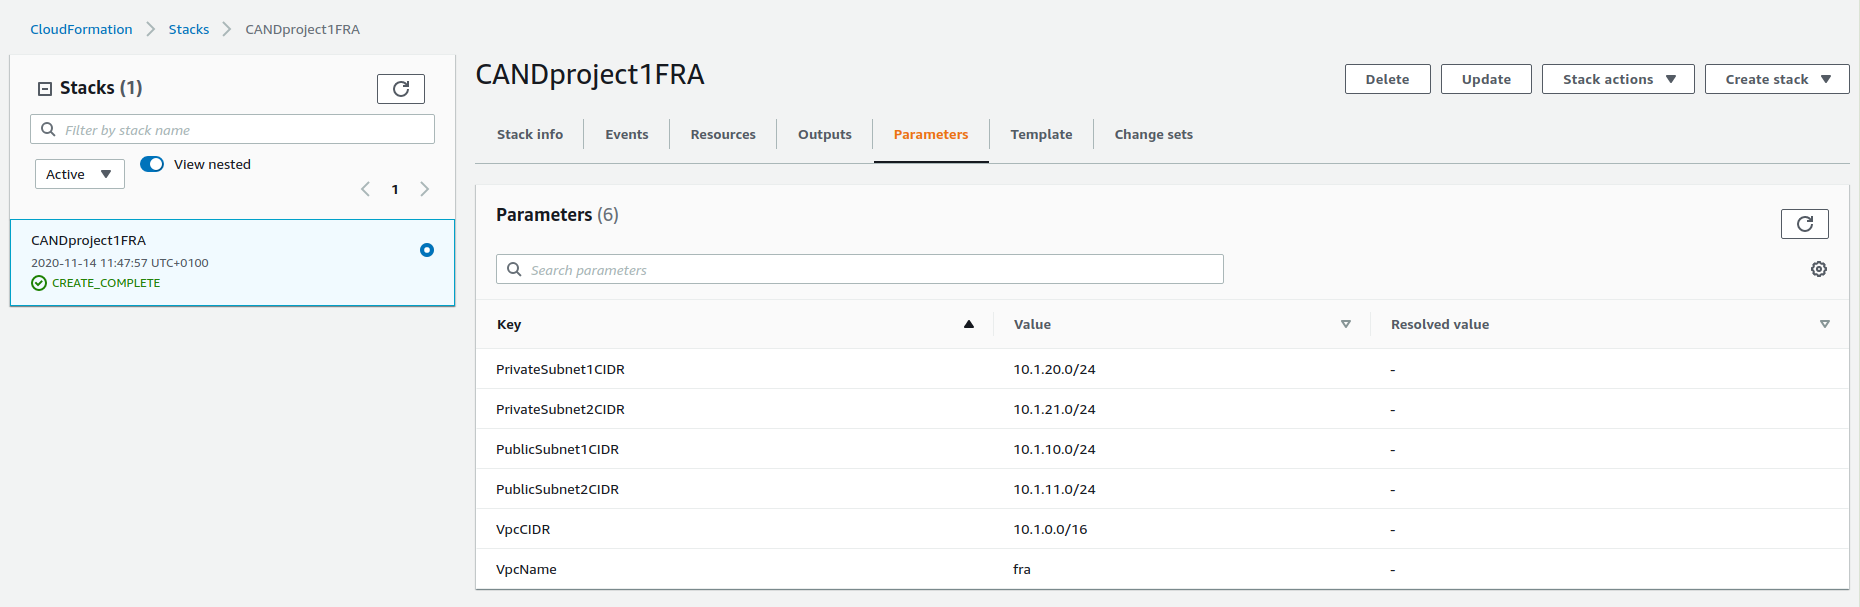 CloudFormation Stacks CANDproject1FRA
Stacks (1)
Filter by stack name
Active View nested
1
CANDproject1FRA
2020-11-14 11:47:57 UTC+0100
CREATE_COMPLETE
CANDproject1FRA
Delete Update Stack actions Create stack
Stack info Events Resources Outputs Parameters Template Change sets
Parameters (6)
Search parameters
Key Value Resolved value
PrivateSubnet1CIDR 10.1.20.0/24 -
PrivateSubnet2CIDR 10.1.21.0/24 -
PublicSubnet1CIDR 10.1.10.0/24 -
PublicSubnet2CIDR 10.1.11.0/24 -
VpcCIDR 10.1.0.0/16 -
VpcName fra -